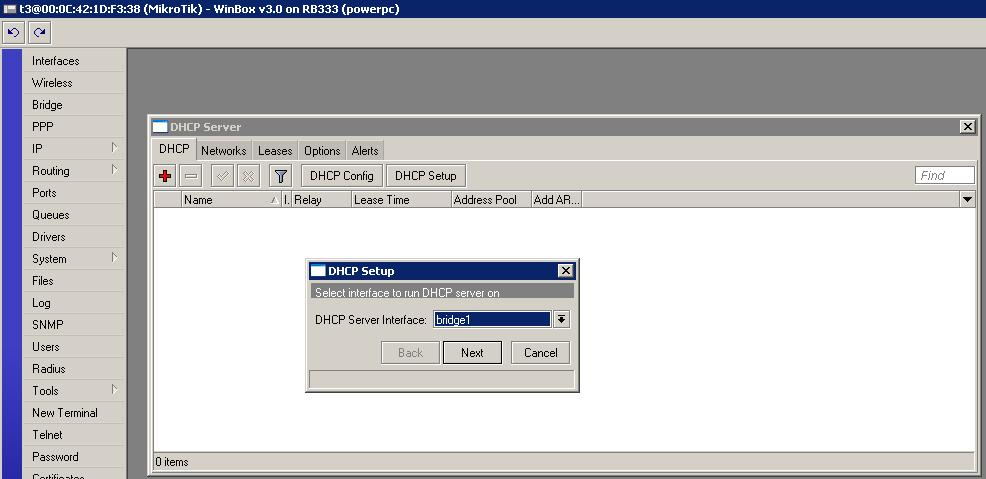 t3@00:0C:42:1D:F3:38 (MikroTik) - WinBox v3.0 on RB333 (powerpc)
Interfaces
Wireless
Bridge
PPP
IP
Routing
Ports
Queues
Drivers
System
Files
Log
SNMP
Users
Radius
Tools
New Terminal
Telnet
Password
Certificates
DHCP Server
DHCP Networks Leases Options Alerts
DHCP Config DHCP Setup Find
Name I. Relay Lease Time Address Pool Add AR...
DHCP Setup
Select interface to run DHCP server on
DHCP Server Interface: bridge1
Back Next Cancel
0 items